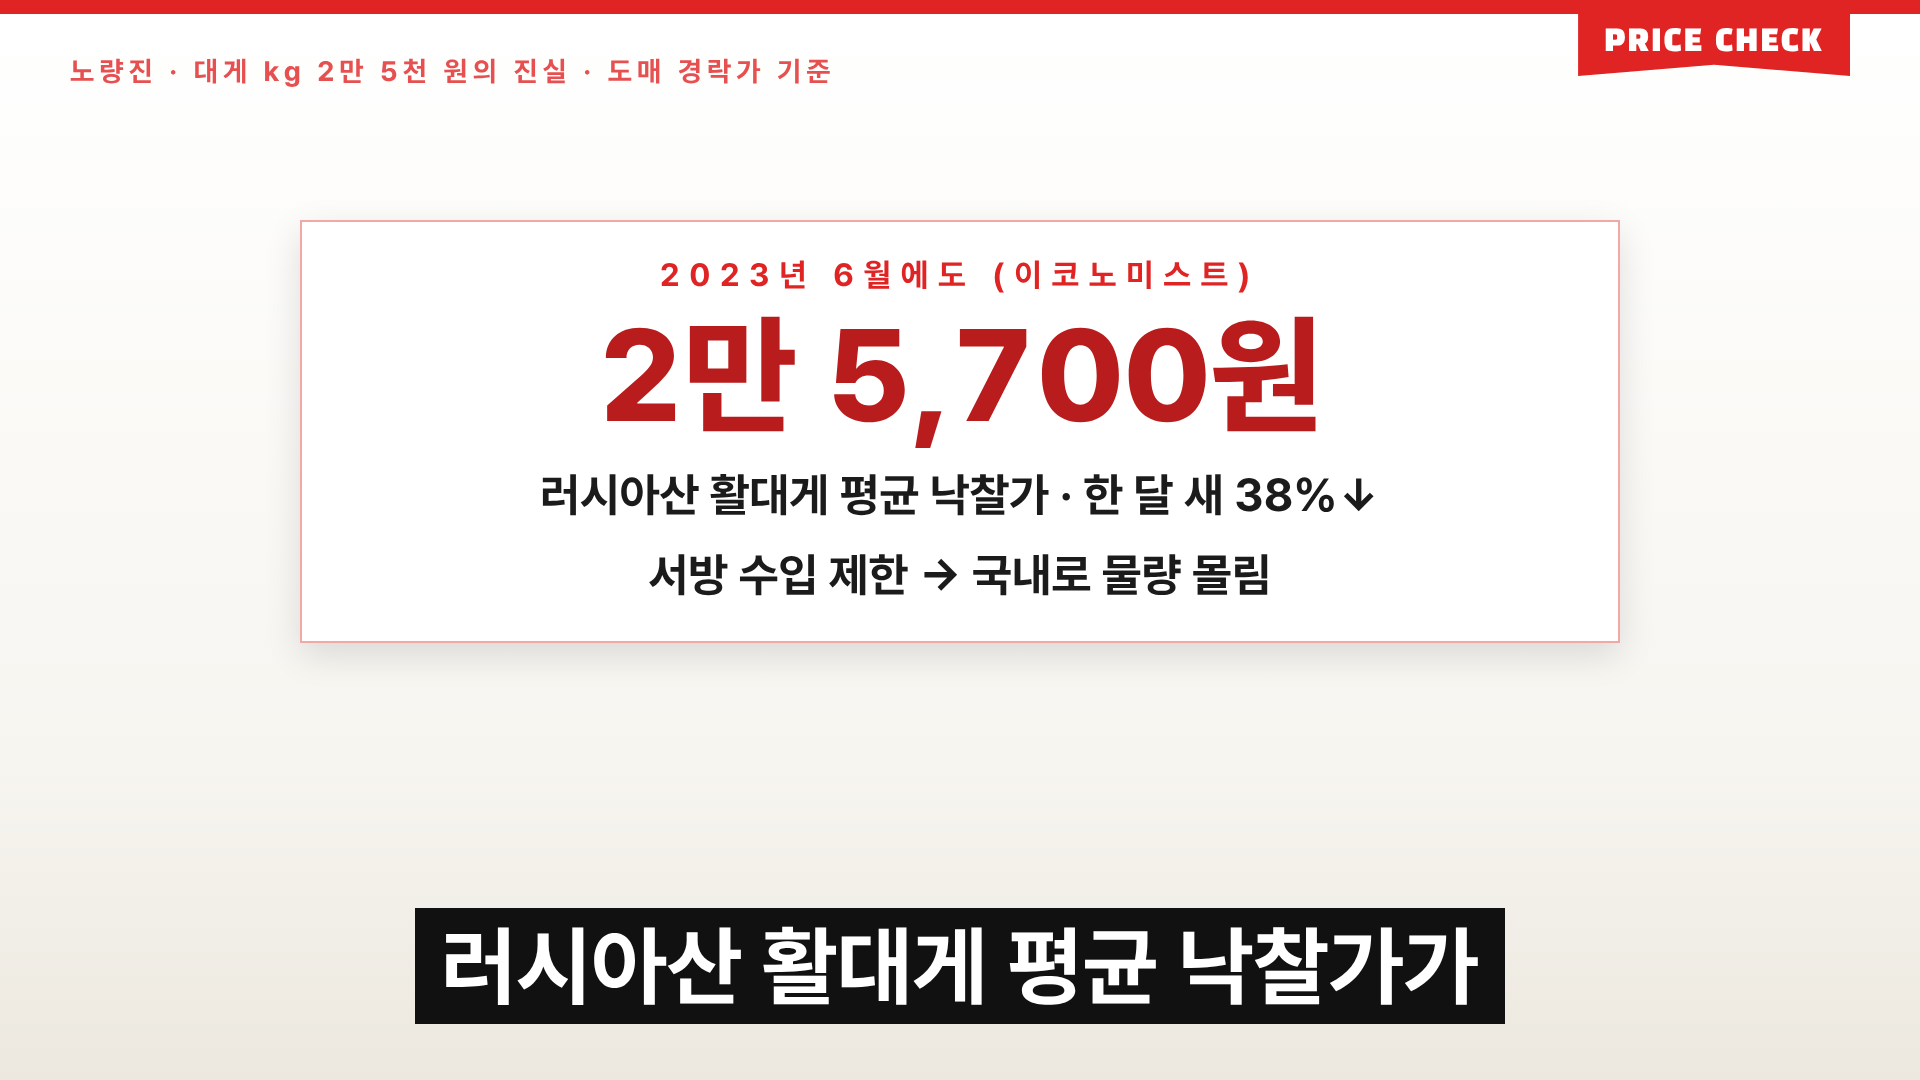 노량진 · 대게 kg 2만 5천 원의 진실 · 도매 경락가 기준
PRICE CHECK
2023년 6월에도 (이코노미스트)
2만 5,700원
러시아산 활대게 평균 낙찰가 · 한 달 새 38%↓
서방 수입 제한 → 국내로 물량 몰림
러시아산 활대게 평균 낙찰가가